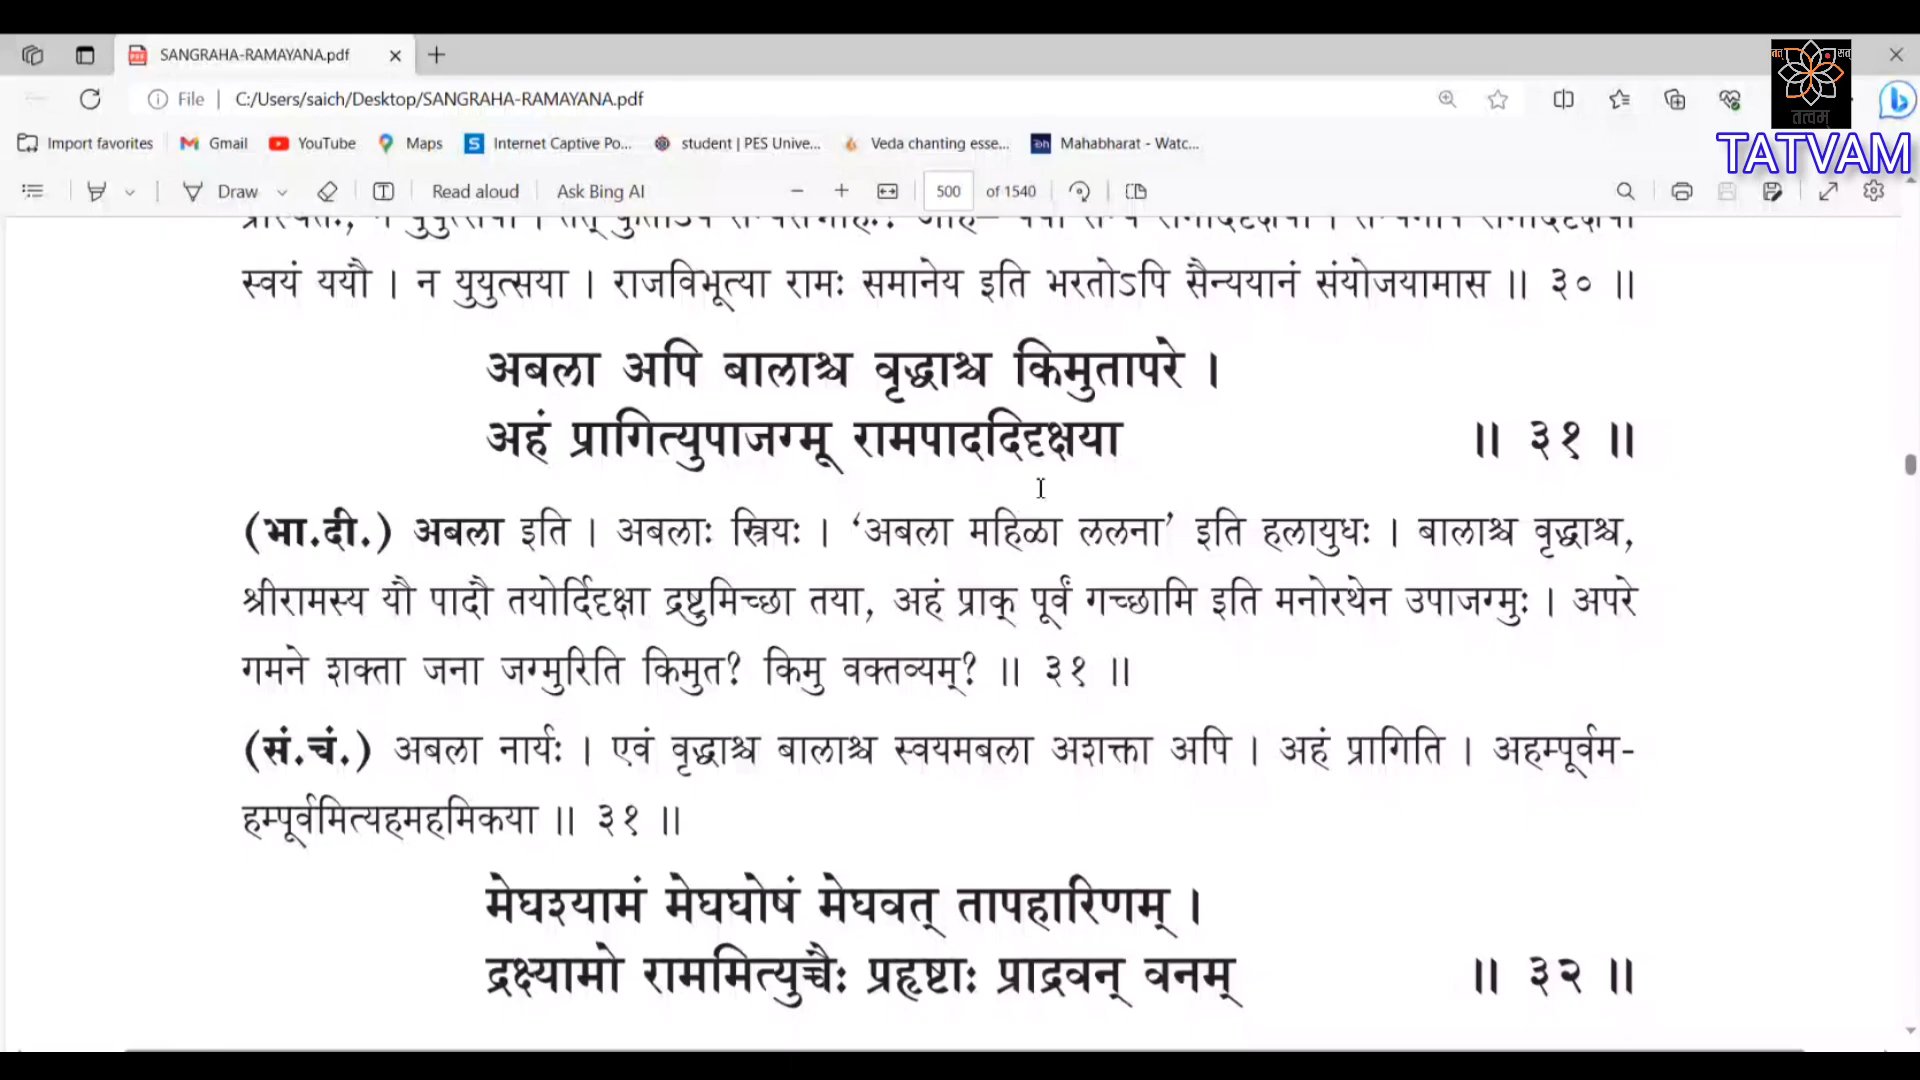 SANGRAHA-RAMAYANA.pdf
तत् सत्
File C:/Users/saich/Desktop/SANGRAHA-RAMAYANA.pdf
तत्वम्
TATVAM
Import favorites Gmail YouTube Maps Internet Captive Po... student | PES Unive... Veda chanting esse... Mahabharat - Watc...
Draw Read aloud Ask Bing AI 500 of 1540
स्वयं ययौ । न युयुत्सया । राजविभूत्या रामः समानेय इति भरतोऽपि सैन्ययानं संयोजयामास ॥ ३० ॥
अबला अपि बालाश्च वृद्धाश्च किमुतापरे ।
अहं प्रागित्युपाजग्मू रामपाददिदृक्षया ॥ ३१ ॥
(भा.दी.) अबला इति । अबलाः स्त्रियः । ‘अबला महिळा ललना’ इति हलायुधः । बालाश्च वृद्धाश्च,
श्रीरामस्य यौ पादौ तयोर्दिदृक्षा द्रष्टुमिच्छा तया, अहं प्राक् पूर्वं गच्छामि इति मनोरथेन उपाजग्मुः । अपरे
गमने शक्ता जना जग्मुरिति किमुत? किमु वक्तव्यम्? ॥ ३१ ॥
(सं.चं.) अबला नार्यः । एवं वृद्धाश्च बालाश्च स्वयमबला अशक्ता अपि । अहं प्रागिति । अहम्पूर्वम-
हम्पूर्वमित्यहमहमिकया ॥ ३१ ॥
मेघश्यामं मेघघोषं मेघवत् तापहारिणम् ।
द्रक्ष्यामो राममित्युच्चैः प्रहृष्टाः प्राद्रवन् वनम् ॥ ३२ ॥